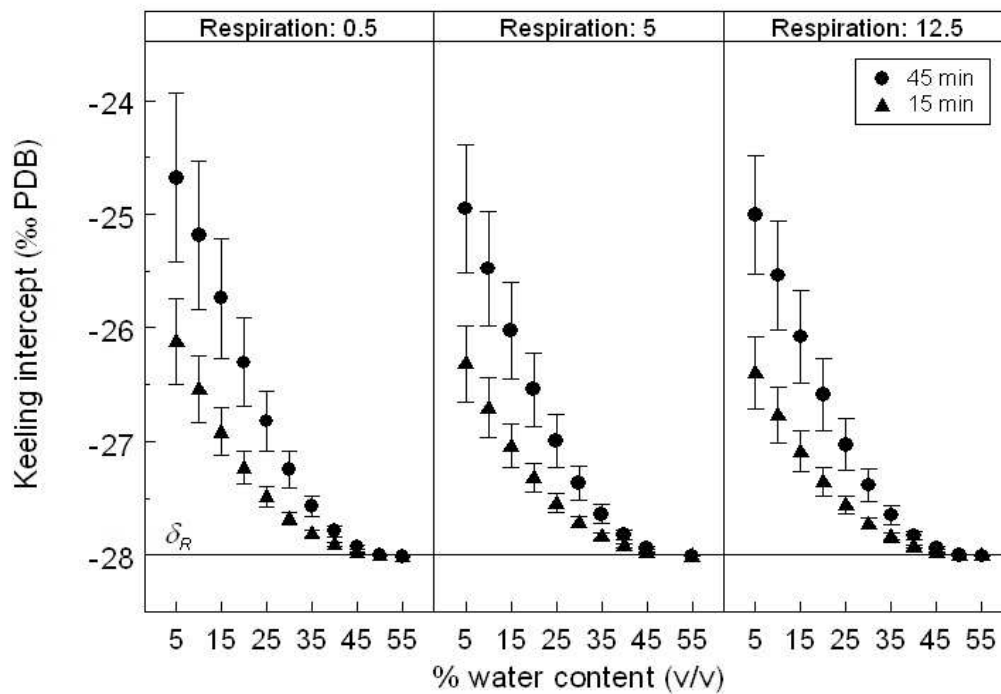 Respiration: 0.5 Respiration: 5 Respiration: 12.5
45 min
15 min
-24
-25
-26
-27
-28
Keeling intercept (‰ PDB)
δR
5 15 25 35 45 55 5 15 25 35 45 55 5 15 25 35 45 55
% water content (v/v)